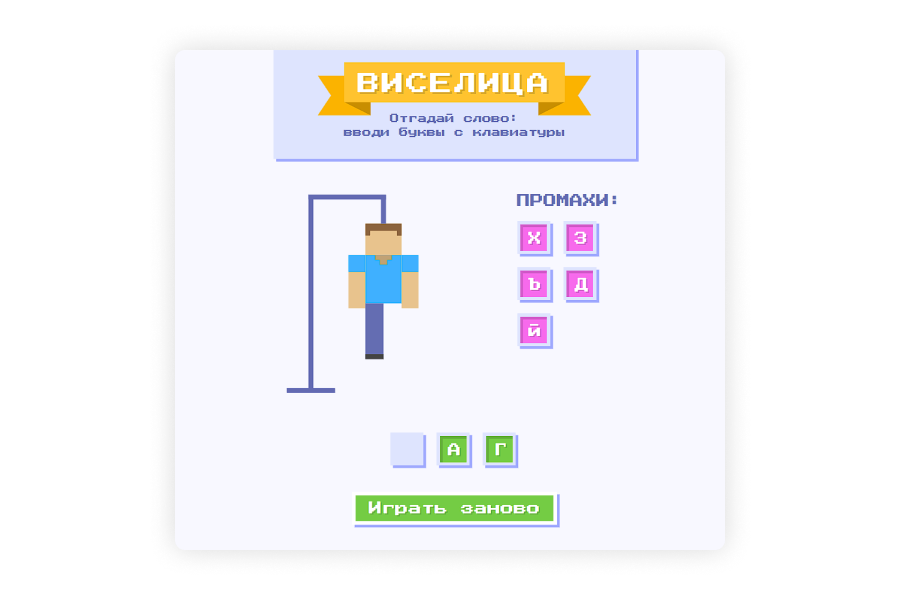 ВИСЕЛИЦА
Отгадай слово:
вводи буквы с клавиатуры
ПРОМАХИ:
Х З
Ъ Д
Й
А Г
Играть заново